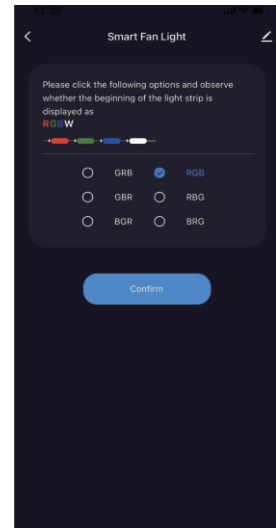 Smart Fan Light
Please click the following options and observe
whether the beginning of the light strip is
displayed as
RGBW
GRB RGB
GBR RBG
BGR BRG
Confirm